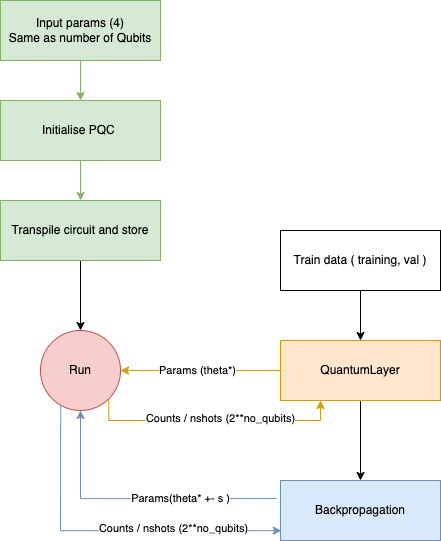 Input params (4)
Same as number of Qubits
Initialise PQC
Transpile circuit and store
Train data ( training, val )
Run
Params (theta*)
QuantumLayer
Counts / nshots (2**no_qubits)
Params(theta* +- s )
Backpropagation
Counts / nshots (2**no_qubits)